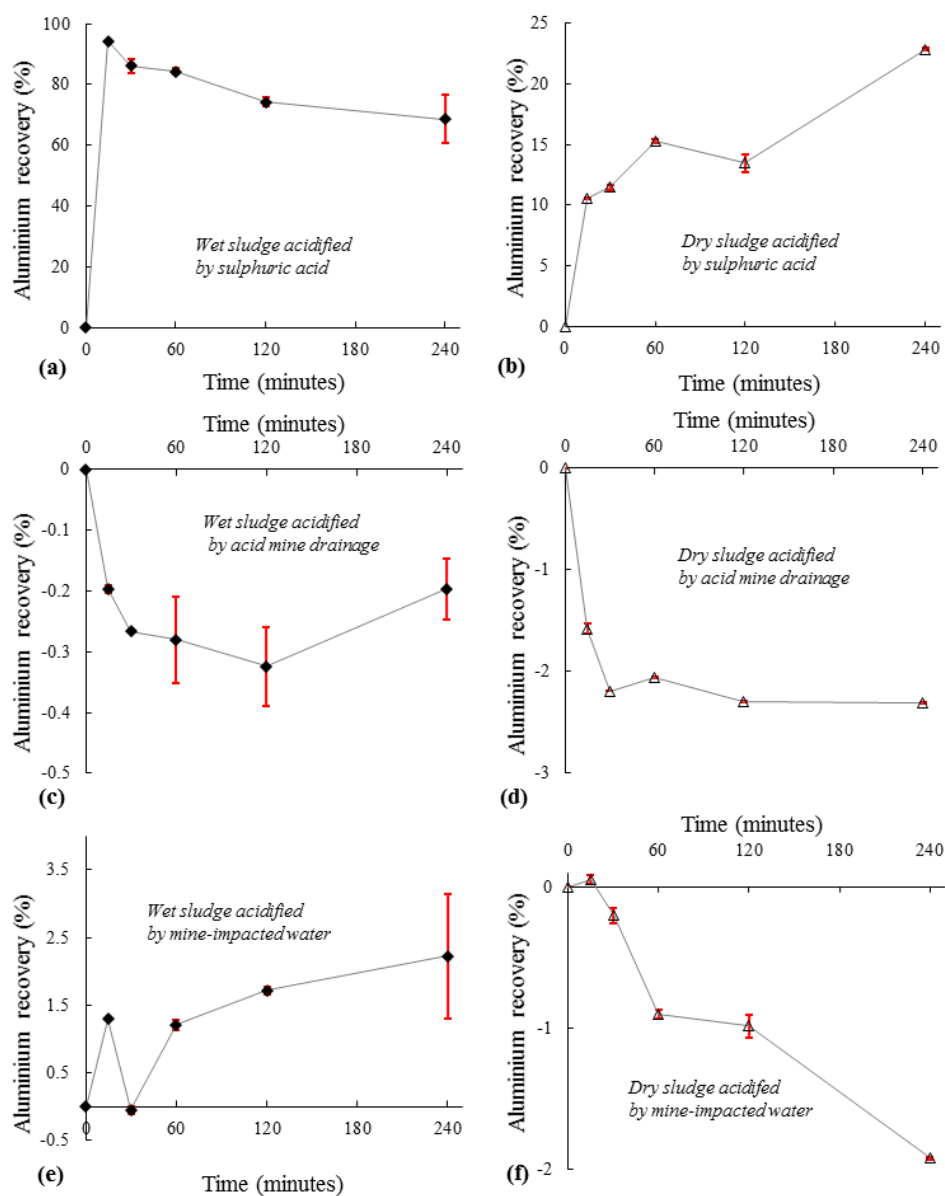 Aluminium recovery (%)
100
80
60
40
20
0
Wet sludge acidified
by sulphuric acid
0 60 120 180 240
(a)
Time (minutes)
Aluminium recovery (%)
25
20
15
10
5
0
Dry sludge acidified
by sulphuric acid
0 60 120 180 240
(b)
Time (minutes)
Time (minutes)
0 60 120 180 240
Aluminium recovery (%)
0
-0.1
-0.2
-0.3
-0.4
-0.5
Wet sludge acidified
by acid mine drainage
(c)
Time (minutes)
0 60 120 180 240
Aluminium recovery (%)
0
-1
-2
-3
Dry sludge acidified
by acid mine drainage
(d)
Aluminium recovery (%)
3.5
2.5
1.5
0.5
-0.5
Wet sludge acidified
by mine-impacted water
0 60 120 180 240
(e)
Time (minutes)
Time (minutes)
0 60 120 180 240
Aluminium recovery (%)
0
-1
-2
Dry sludge acidifed
by mine-impacted water
(f)